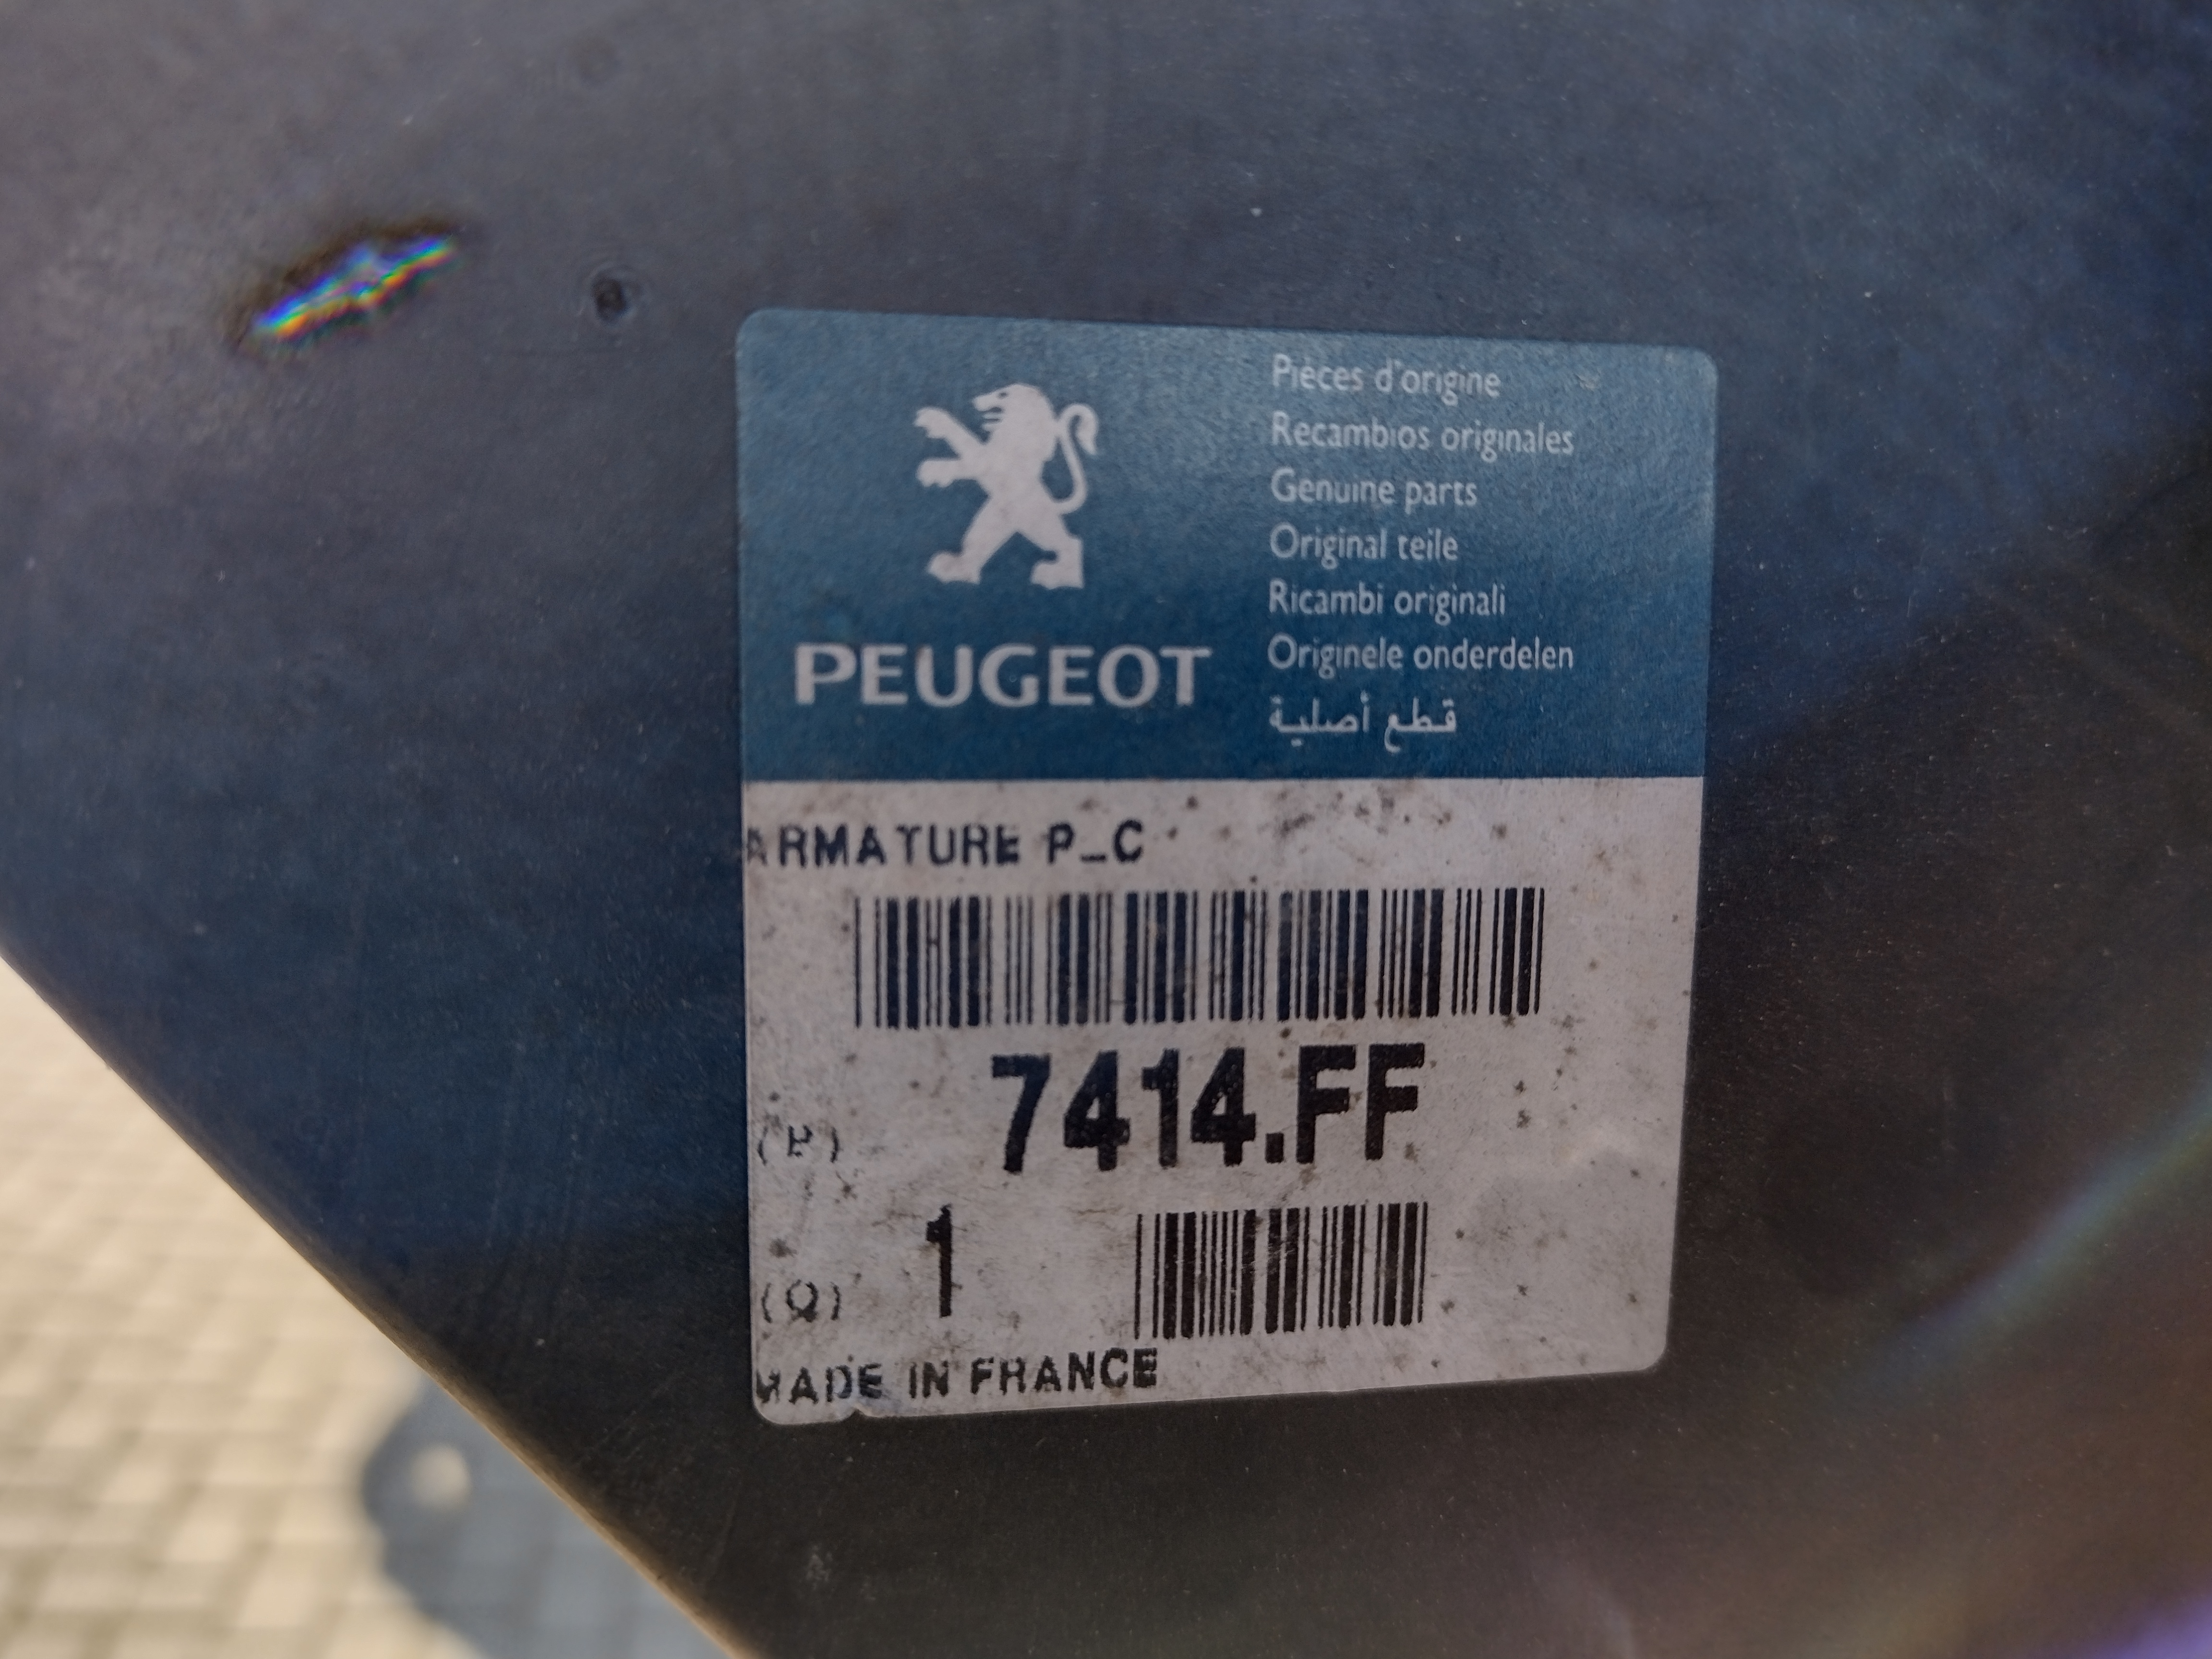 PEUGEOT
Pièces d'origine
Recambios originales
Genuine parts
Original teile
Ricambi originali
Originele onderdelen
قطع أصلية
ARMATURE P_C
7414.FF
(P)
1
(Q)
MADE IN FRANCE